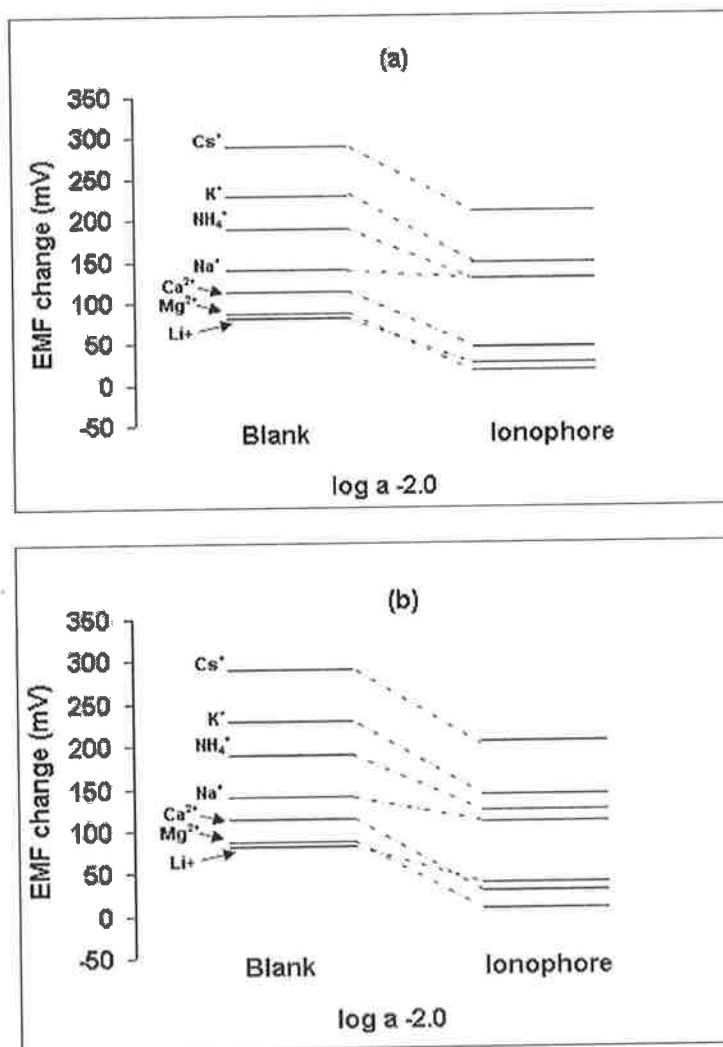 (a)
350
300
250
200
150
100
50
0
-50
EMF change (mV)
Cs⁺
K⁺
NH₄⁺
Na⁺
Ca²⁺
Mg²⁺
Li+
Blank
Ionophore
log a -2.0
(b)
350
300
250
200
150
100
50
0
-50
EMF change (mV)
Cs⁺
K⁺
NH₄⁺
Na⁺
Ca²⁺
Mg²⁺
Li+
Blank
Ionophore
log a -2.0